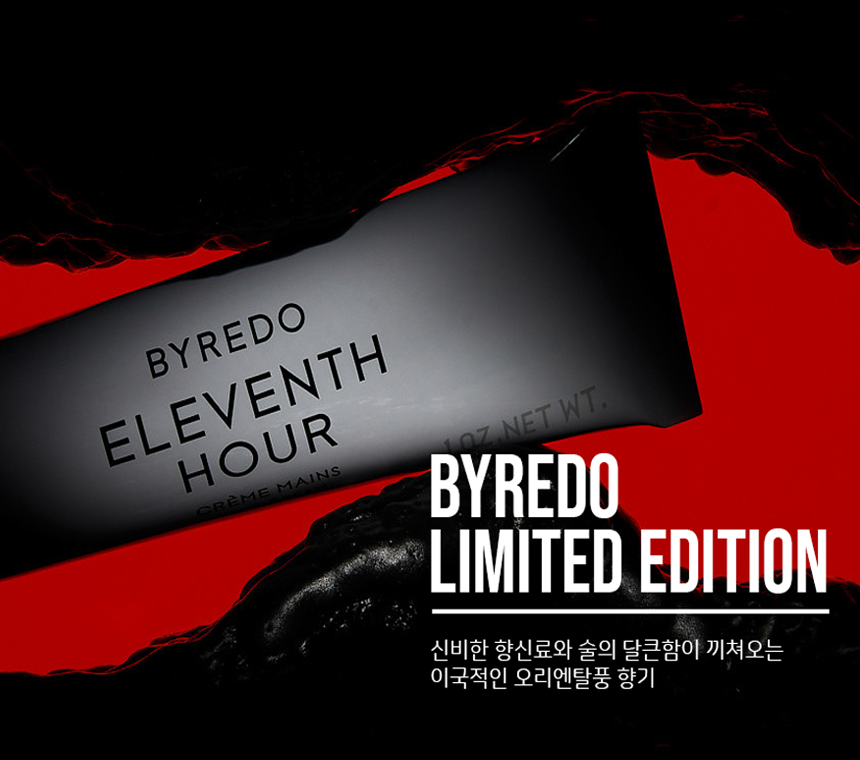 BYREDO
ELEVENTH
HOUR
CRÈME MAINS
1OZ.NET WT.
BYREDO
LIMITED EDITION
신비한 향신료와 술의 달큰함이 끼쳐오는
이국적인 오리엔탈풍 향기